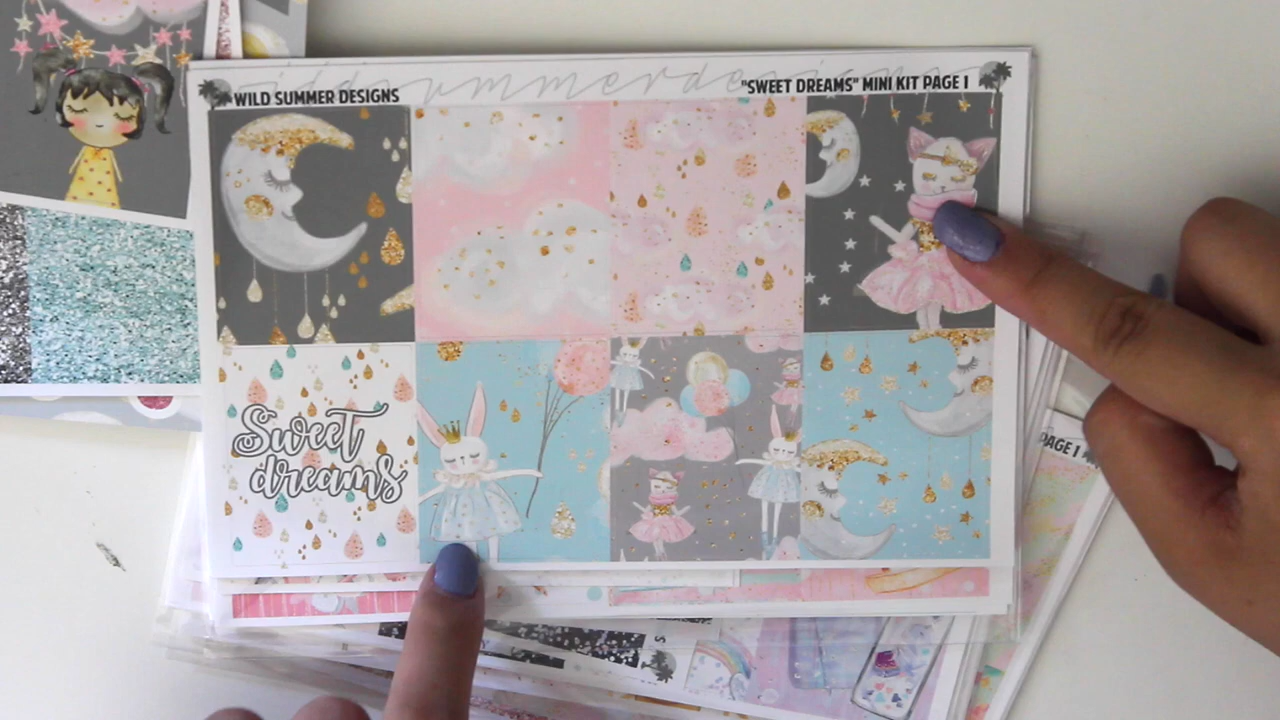 WILD SUMMER DESIGNS
"SWEET DREAMS" MINI KIT PAGE 1
Sweet
dreams
PAGE 1